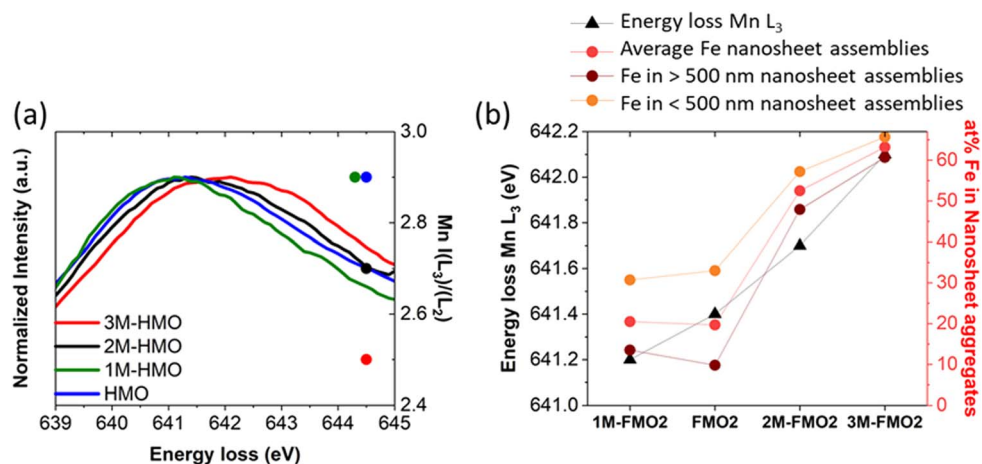 Energy loss Mn L3
Average Fe nanosheet assemblies
Fe in > 500 nm nanosheet assemblies
Fe in < 500 nm nanosheet assemblies
(a)
Normalized Intensity (a.u.)
3M-HMO
2M-HMO
1M-HMO
HMO
639 640 641 642 643 644 645
Energy loss (eV)
3.0
2.8
2.6
2.4
Mn I(L3)/(L2)
(b)
Energy loss Mn L3 (eV)
642.2
642.0
641.8
641.6
641.4
641.2
641.0
1M-FMO2 FMO2 2M-FMO2 3M-FMO2
60
50
40
30
20
10
0
at% Fe in Nanosheet aggregates